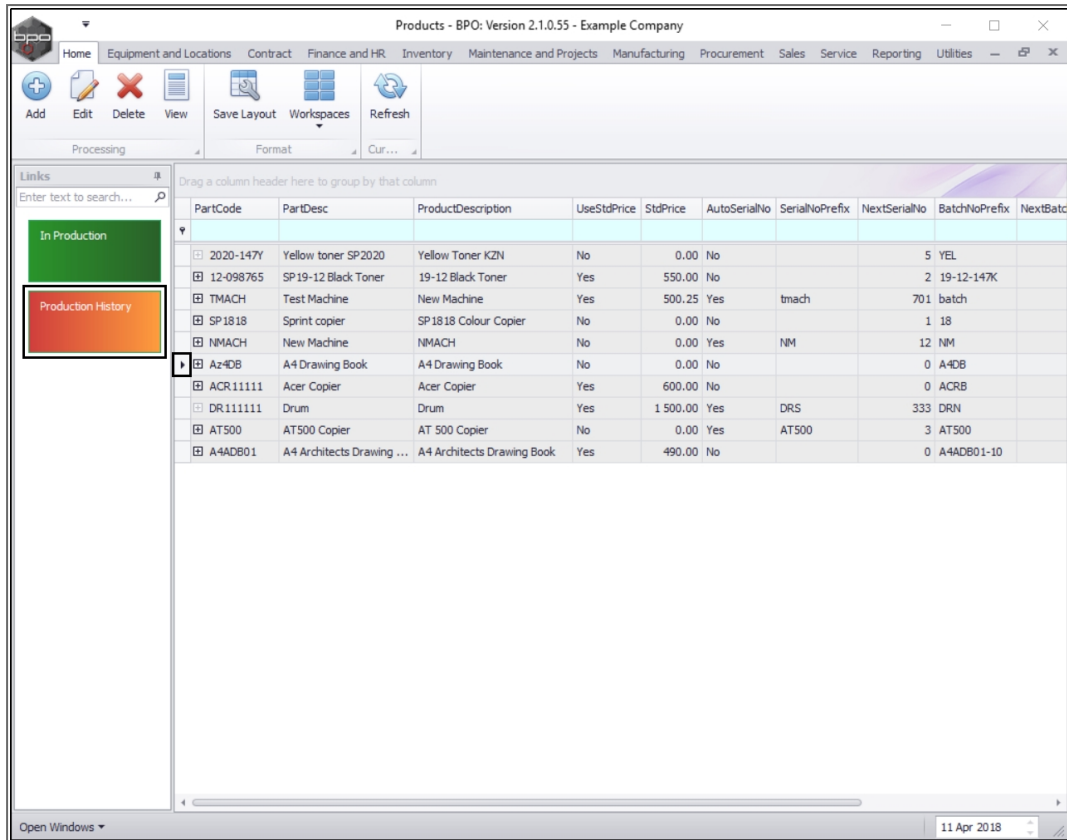 Products - BPO: Version 2.1.0.55 - Example Company
bpo
Home Equipment and Locations Contract Finance and HR Inventory Maintenance and Projects Manufacturing Procurement Sales Service Reporting Utilities
Add Edit Delete View Save Layout Workspaces Refresh
Processing Format Cur...
Links
Enter text to search...
In Production
Production History
Drag a column header here to group by that column
PartCode PartDesc ProductDescription UseStdPrice StdPrice AutoSerialNo SerialNoPrefix NextSerialNo BatchNoPrefix NextBatc
2020-147Y Yellow toner SP2020 Yellow Toner KZN No 0.00 No 5 YEL
12-098765 SP19-12 Black Toner 19-12 Black Toner Yes 550.00 No 2 19-12-147K
TMACH Test Machine New Machine Yes 500.25 Yes tmach 701 batch
SP1818 Sprint copier SP1818 Colour Copier No 0.00 No 1 18
NMACH New Machine NMACH No 0.00 Yes NM 12 NM
Az4DB A4 Drawing Book A4 Drawing Book No 0.00 No 0 A4DB
ACR11111 Acer Copier Acer Copier Yes 600.00 No 0 ACRB
DR111111 Drum Drum Yes 1 500.00 Yes DRS 333 DRN
AT500 AT500 Copier AT 500 Copier No 0.00 Yes AT500 3 AT500
A4ADB01 A4 Architects Drawing ... A4 Architects Drawing Book Yes 490.00 No 0 A4ADB01-10
Open Windows
11 Apr 2018